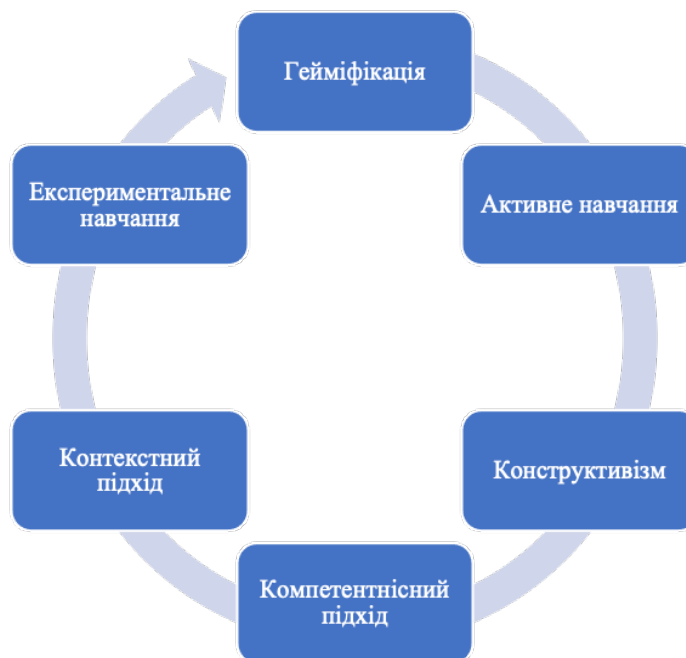 Гейміфікація
Активне навчання
Конструктивізм
Компетентнісний
підхід
Контекстний
підхід
Експериментальне
навчання